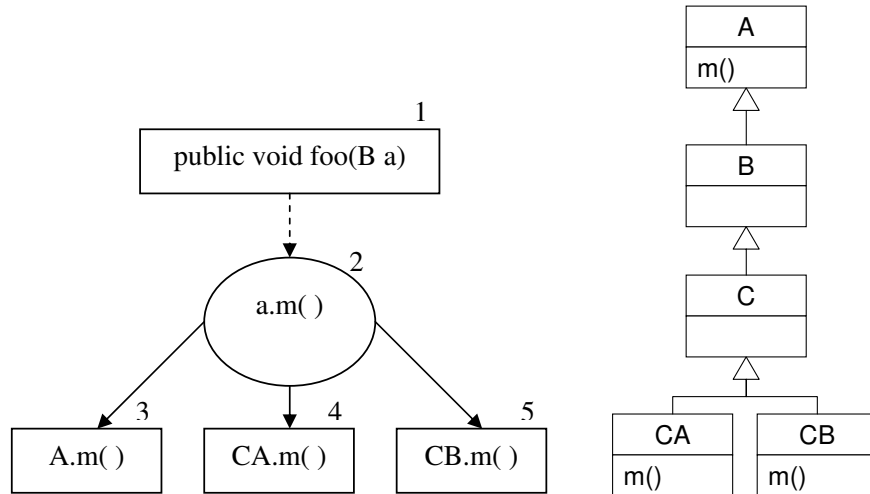 1
public void foo(B a)
2
a.m( )
3
A.m( )
4
CA.m( )
5
CB.m( )
A
m()
B
C
CA
m()
CB
m()